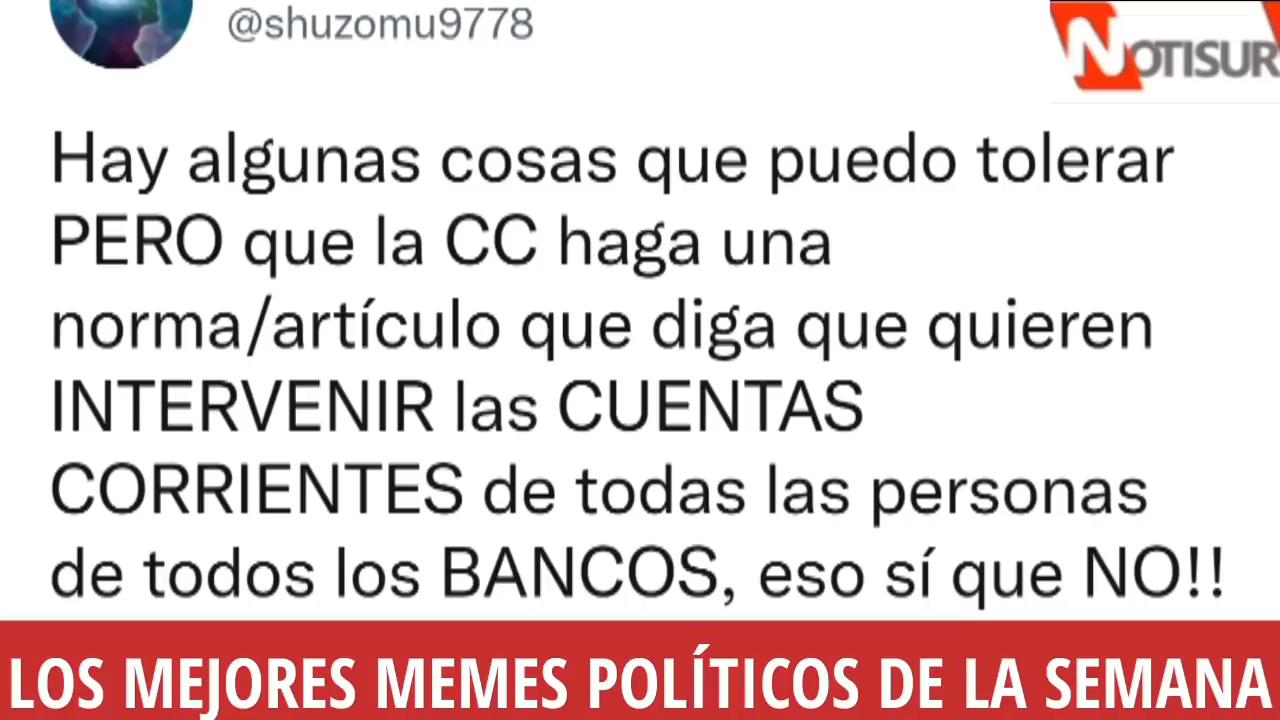 @shuzomu9778
NOTISUR
Hay algunas cosas que puedo tolerar
PERO que la CC haga una
norma/artículo que diga que quieren
INTERVENIR las CUENTAS
CORRIENTES de todas las personas
de todos los BANCOS, eso sí que NO!!
LOS MEJORES MEMES POLÍTICOS DE LA SEMANA